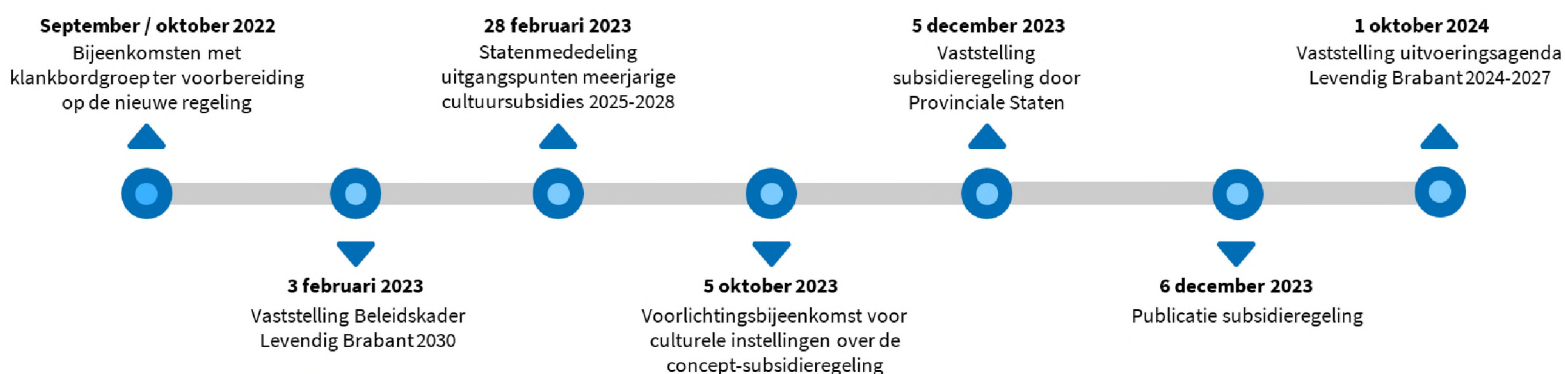 September / oktober 2022
Bijeenkomsten met
klankbordgroep ter voorbereiding
op de nieuwe regeling
28 februari 2023
Statenmededeling
uitgangspunten meerjarige
cultuursubsidies 2025-2028
5 december 2023
Vaststelling
subsidieregeling door
Provinciale Staten
1 oktober 2024
Vaststelling uitvoeringsagenda
Levendig Brabant 2024-2027
3 februari 2023
Vaststelling Beleidskader
Levendig Brabant 2030
5 oktober 2023
Voorlichtingsbijeenkomst voor
culturele instellingen over de
concept-subsidieregeling
6 december 2023
Publicatie subsidieregeling